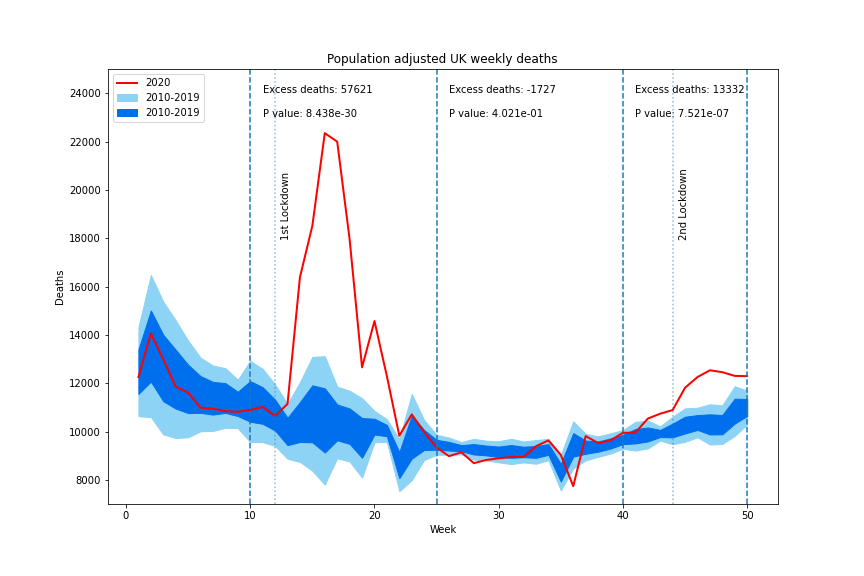 Population adjusted UK weekly deaths
2020
2010-2019
2010-2019
Excess deaths: 57621
P value: 8.438e-30
Excess deaths: -1727
P value: 4.021e-01
Excess deaths: 13332
P value: 7.521e-07
1st Lockdown
2nd Lockdown
Deaths
24000
22000
20000
18000
16000
14000
12000
10000
8000
0
10
20
30
40
50
Week